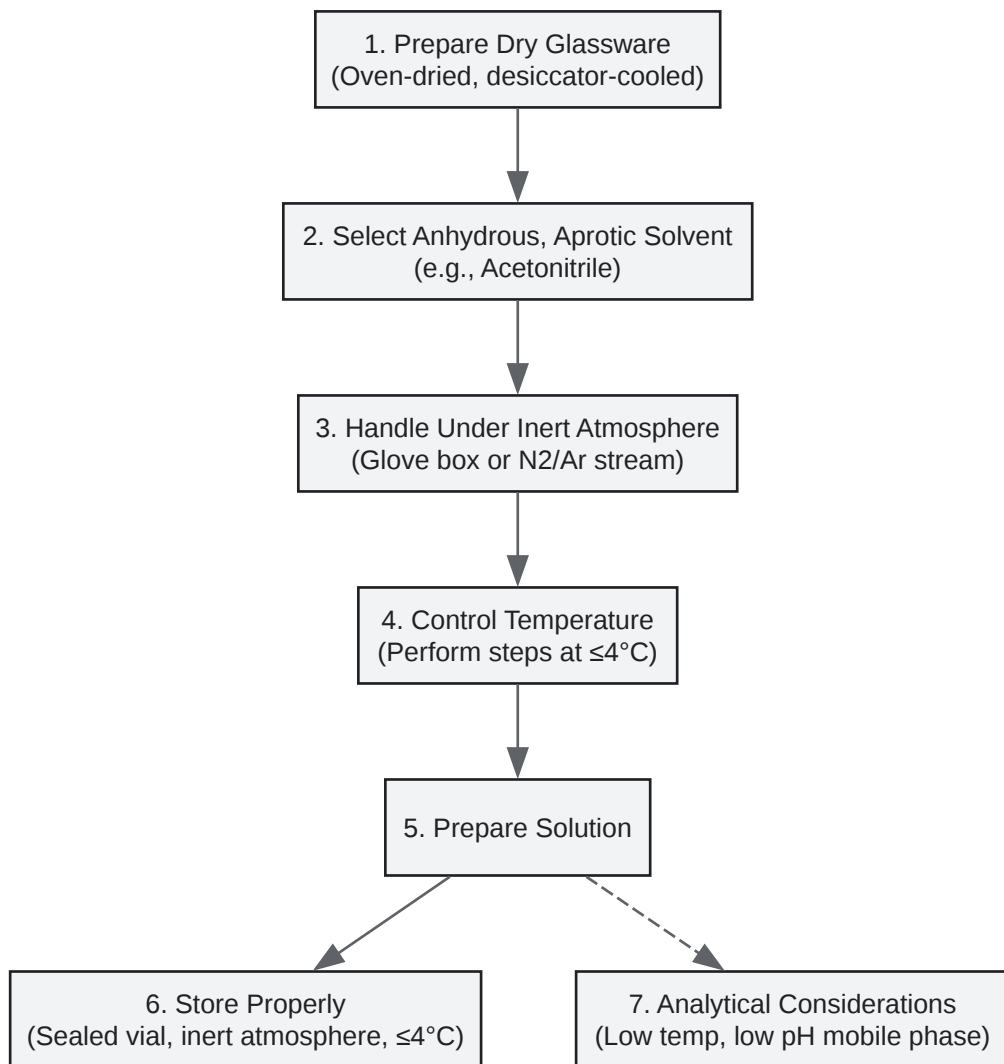 1. Prepare Dry Glassware
(Oven-dried, desiccator-cooled)
2. Select Anhydrous, Aprotic Solvent
(e.g., Acetonitrile)
3. Handle Under Inert Atmosphere
(Glove box or N2/Ar stream)
4. Control Temperature
(Perform steps at ≤4°C)
5. Prepare Solution
6. Store Properly
(Sealed vial, inert atmosphere, ≤4°C)
7. Analytical Considerations
(Low temp, low pH mobile phase)